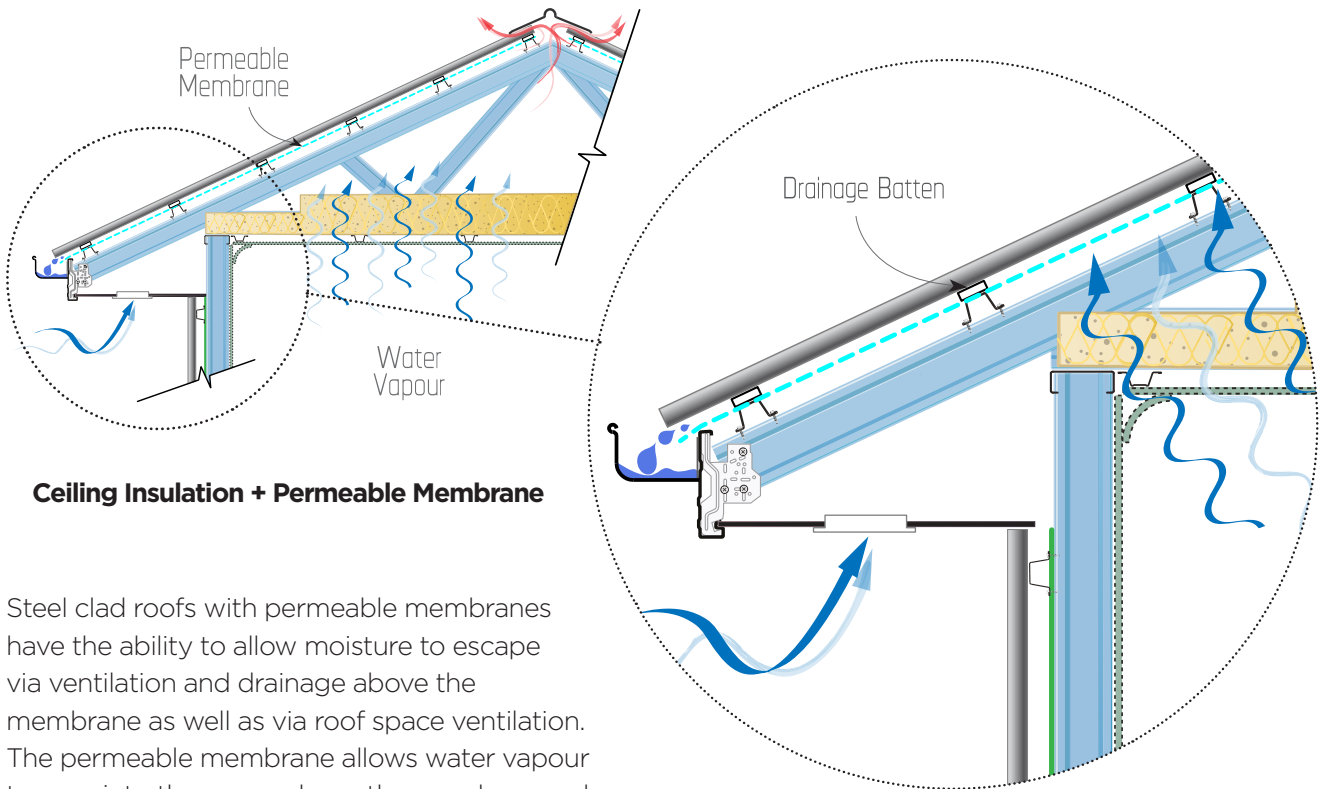 Permeable
Membrane
Drainage Batten
Water
Vapour
Ceiling Insulation + Permeable Membrane
Steel clad roofs with permeable membranes
have the ability to allow moisture to escape
via ventilation and drainage above the
membrane as well as via roof space ventilation.
The permeable membrane allows water vapour